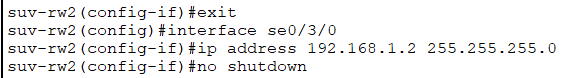 suv-rw2(config-if)#exit
suv-rw2(config)#interface se0/3/0
suv-rw2(config-if)#ip address 192.168.1.2 255.255.255.0
suv-rw2(config-if)#no shutdown